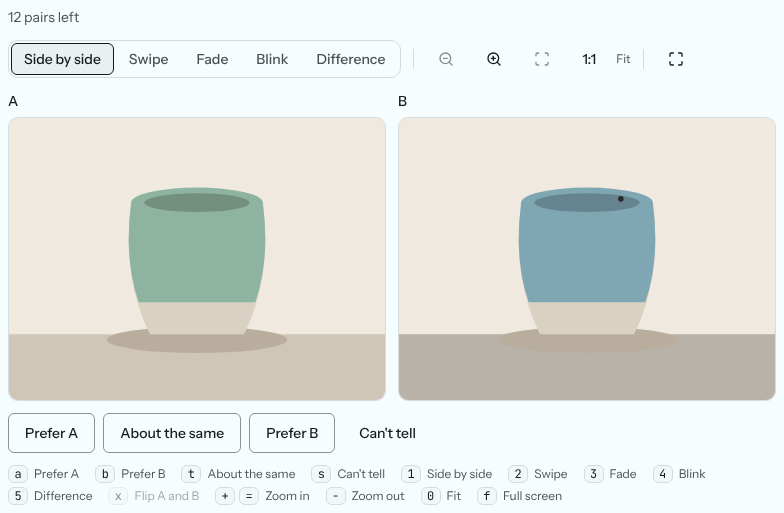 12 pairs left
Side by side Swipe Fade Blink Difference 1:1 Fit
A B
Prefer A About the same Prefer B Can't tell
a Prefer A b Prefer B t About the same s Can't tell 1 Side by side 2 Swipe 3 Fade 4 Blink
5 Difference x Flip A and B + = Zoom in - Zoom out 0 Fit f Full screen